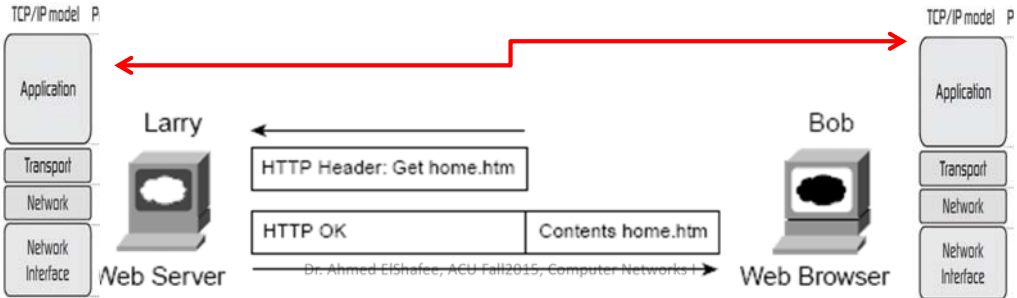 TCP/IP model P
Application
Transport
Network
Network
Interface
Larry
Web Server
HTTP Header: Get home.htm
HTTP OK
Contents home.htm
Dr. Ahmed ElShafee, ACU Fall2015, Computer Networks I
Bob
Web Browser
TCP/IP model P
Application
Transport
Network
Network
Interface